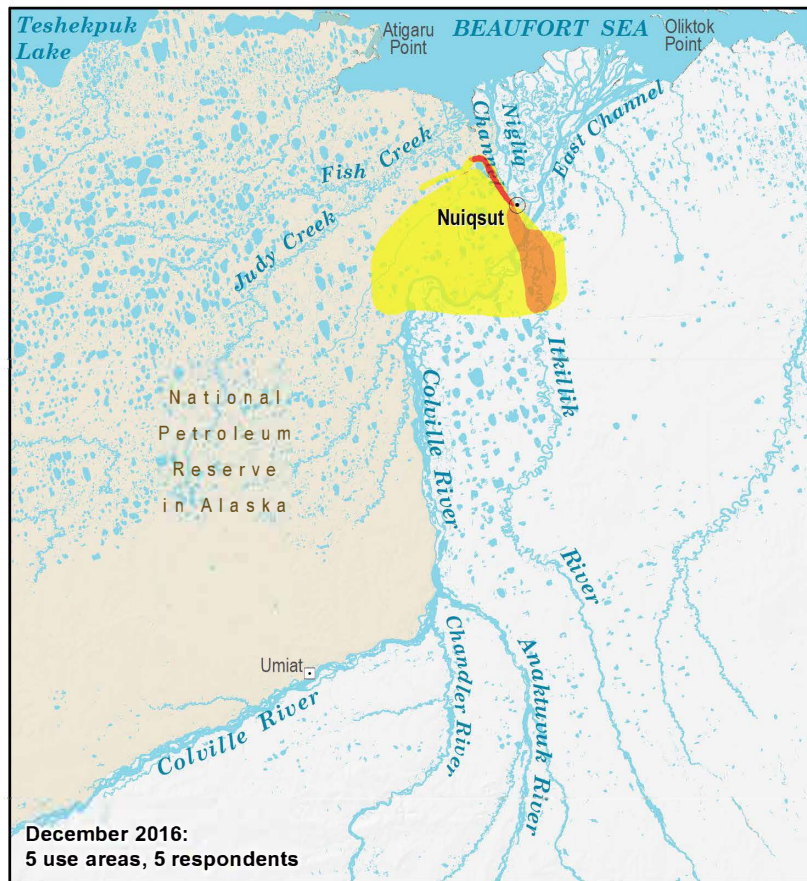 Teshekpuk
Lake
Atigaru
Point
BEAUFORT SEA
Oliktok
Point
Nigliq
Channel
East Channel
Fish Creek
Judy Creek
Nuiqsut
Itkillik
River
Colville River
National
Petroleum
Reserve
in Alaska
Umiat
Colville River
Chandler River
Anaktuvuk River
December 2016:
5 use areas, 5 respondents